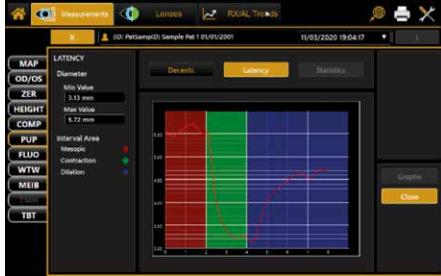 Measurements Lenses RX/AL Trends
R (ID: PatSampID) Sample Pat 1 01/01/2001 11/03/2020 19:04:17 L
MAP
OD/OS
ZER
HEIGHT
COMP
PUP
FLUO
WTW
MEIB
TMH
TBT
LATENCY
Diameter
Min Value
3.13 mm
Max Value
5.72 mm
Interval Area
Mesopic
Contraction
Dilation
Decents Latency Statistics
Graphs
Close